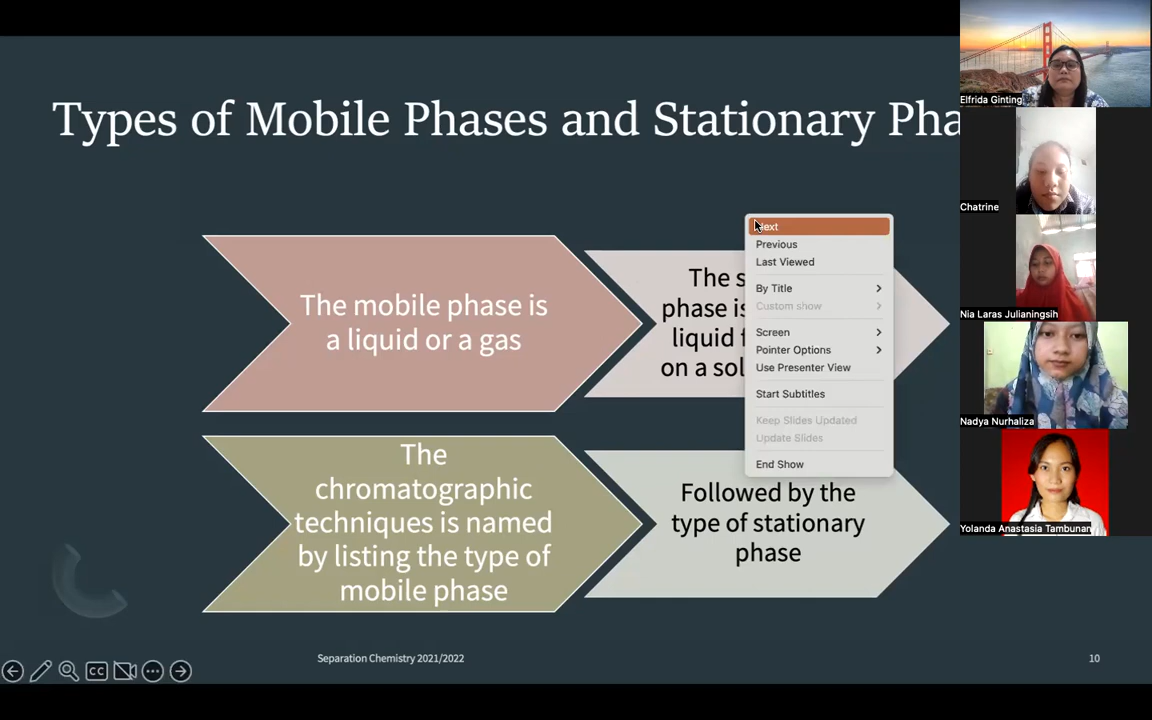 Types of Mobile Phases and Stationary Pha
The mobile phase is
a liquid or a gas
The s
phase is
liquid f
on a sol
The
chromatographic
techniques is named
by listing the type of
mobile phase
Followed by the
type of stationary
phase
Next
Previous
Last Viewed
By Title
Custom show
Screen
Pointer Options
Use Presenter View
Start Subtitles
Keep Slides Updated
Update Slides
End Show
Separation Chemistry 2021/2022
10
CC
Elfrida Ginting
Chatrine
Nia Laras Julianingsih
Nadya Nurhaliza
Yolanda Anastasia Tambunan